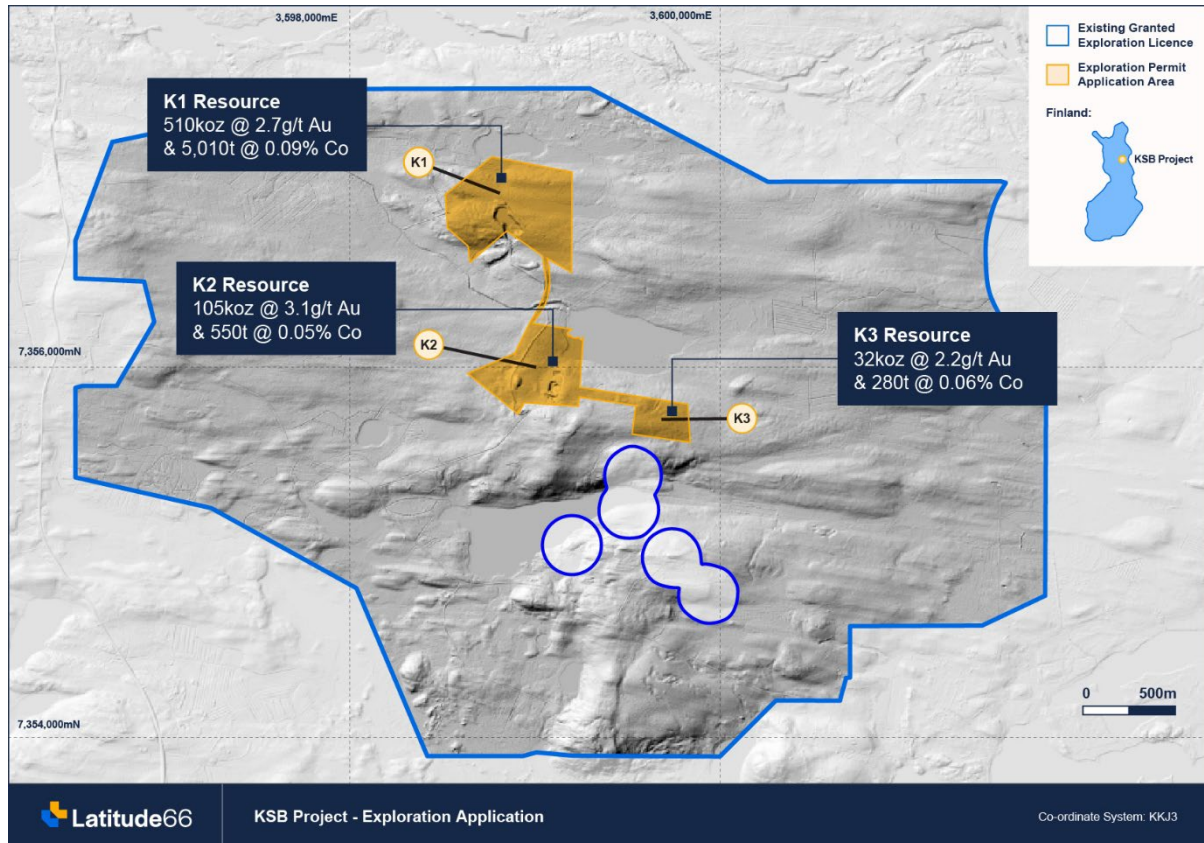 3,598,000mE
3,600,000mE
Existing Granted
Exploration Licence
Exploration Permit
Application Area
Finland:
KSB Project
K1 Resource
510koz @ 2.7g/t Au
& 5,010t @ 0.09% Co
K1
K2 Resource
105koz @ 3.1g/t Au
& 550t @ 0.05% Co
K2
K3 Resource
32koz @ 2.2g/t Au
& 280t @ 0.06% Co
K3
7,356,000mN
0 500m
7,354,000mN
Latitude66
KSB Project - Exploration Application
Co-ordinate System: KKJ3